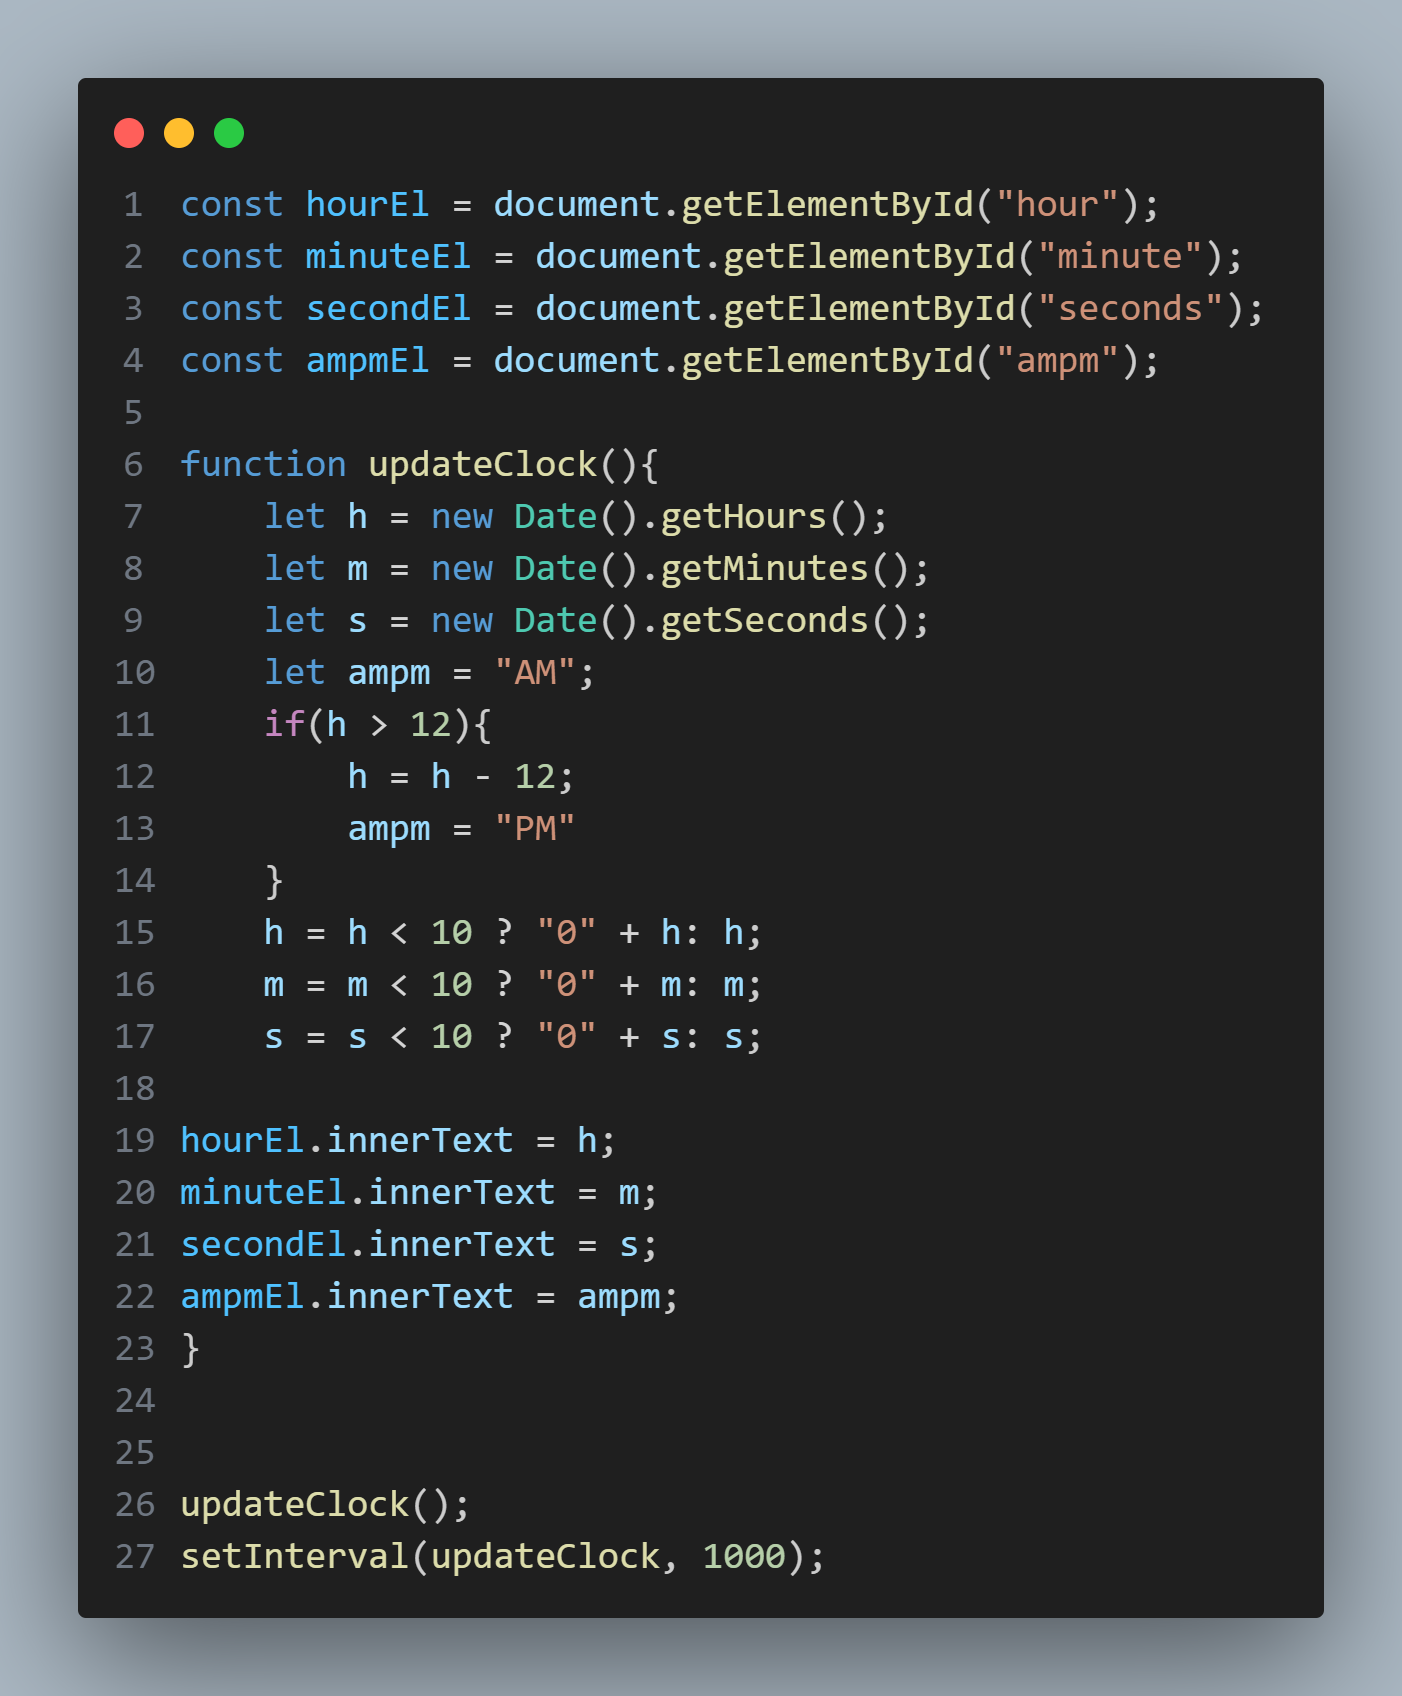 1 const hourEl = document.getElementById("hour");
2 const minuteEl = document.getElementById("minute");
3 const secondEl = document.getElementById("seconds");
4 const ampmEl = document.getElementById("ampm");
5
6 function updateClock(){
7     let h = new Date().getHours();
8     let m = new Date().getMinutes();
9     let s = new Date().getSeconds();
10     let ampm = "AM";
11     if(h > 12){
12         h = h - 12;
13         ampm = "PM"
14     }
15     h = h < 10 ? "0" + h: h;
16     m = m < 10 ? "0" + m: m;
17     s = s < 10 ? "0" + s: s;
18
19 hourEl.innerText = h;
20 minuteEl.innerText = m;
21 secondEl.innerText = s;
22 ampmEl.innerText = ampm;
23 }
24
25
26 updateClock();
27 setInterval(updateClock, 1000);